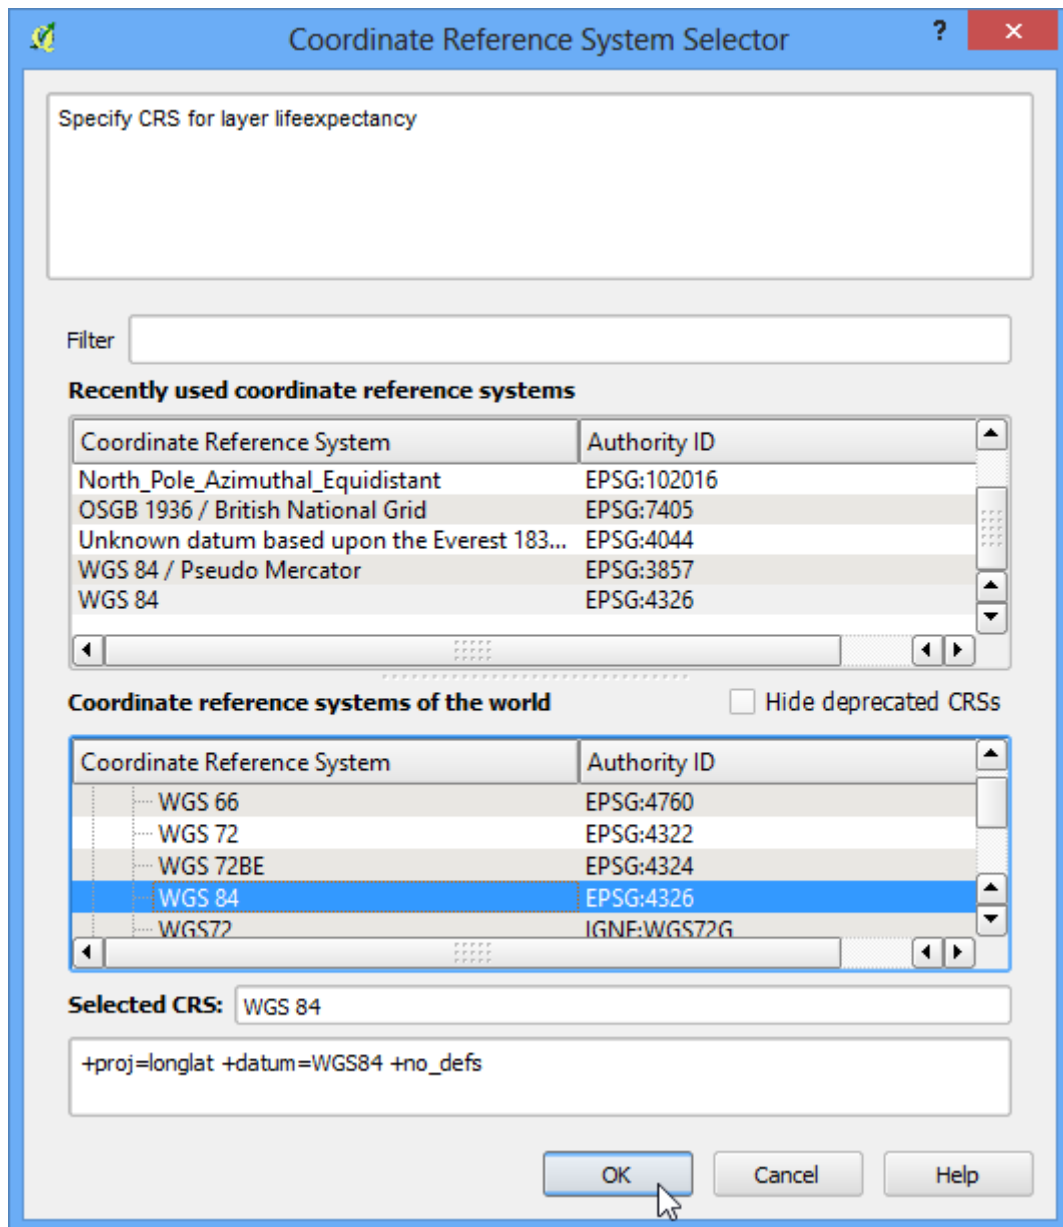 Coordinate Reference System Selector ?
Specify CRS for layer lifeexpectancy
Filter
Recently used coordinate reference systems
Coordinate Reference System Authority ID
North_Pole_Azimuthal_Equidistant EPSG:102016
OSGB 1936 / British National Grid EPSG:7405
Unknown datum based upon the Everest 183... EPSG:4044
WGS 84 / Pseudo Mercator EPSG:3857
WGS 84 EPSG:4326
Coordinate reference systems of the world Hide deprecated CRSs
Coordinate Reference System Authority ID
WGS 66 EPSG:4760
WGS 72 EPSG:4322
WGS 72BE EPSG:4324
WGS 84 EPSG:4326
WGS72 IGNF:WGS72G
Selected CRS: WGS 84
+proj=longlat +datum=WGS84 +no_defs
OK Cancel Help